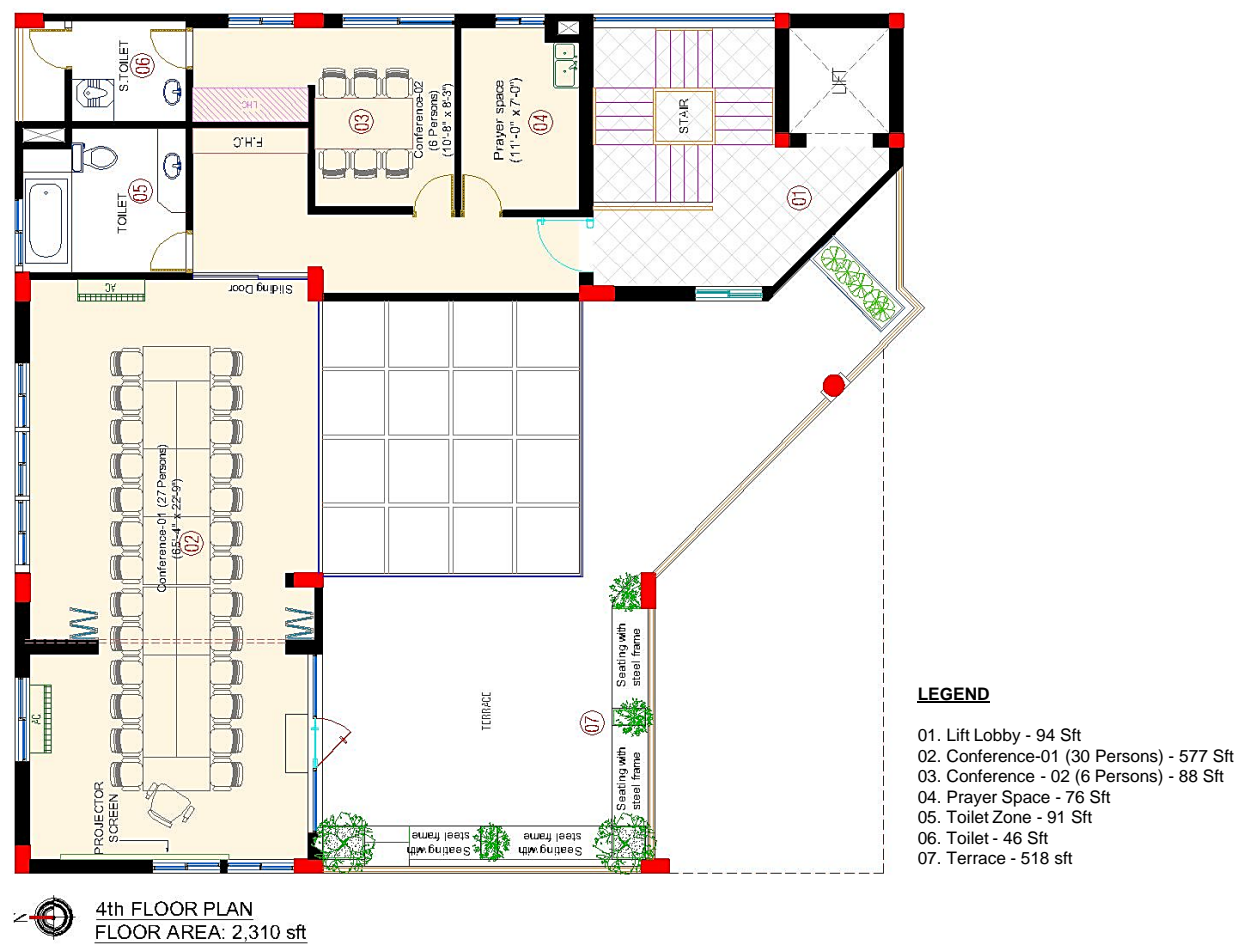 S.TOILET
06
LHC
F.H.C
03
Conference-02
(6 Persons)
(10'-8" x 8'-3")
Prayer space
(11'-0" x 7'-0")
04
STAIR
LIFT
01
TOILET
05
AC
Sliding Door
Conference-01 (27 Persons)
(65'-4" x 22'-9")
02
AC
PROJECTOR
SCREEN
TERRACE
07
Seating with
steel frame
Seating with
steel frame
Seating with
steel frame
Seating with
steel frame
LEGEND
01. Lift Lobby - 94 Sft
02. Conference-01 (30 Persons) - 577 Sft
03. Conference - 02 (6 Persons) - 88 Sft
04. Prayer Space - 76 Sft
05. Toilet Zone - 91 Sft
06. Toilet - 46 Sft
07. Terrace - 518 sft
N
4th FLOOR PLAN
FLOOR AREA: 2,310 sft